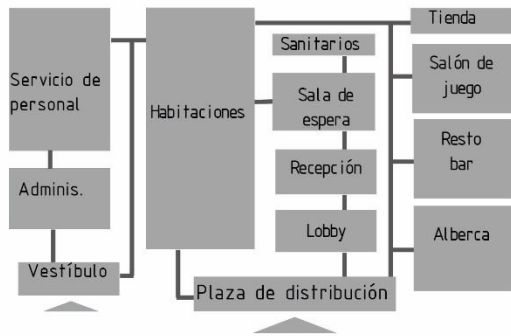 Servicio de
personal
Adminis.
Vestíbulo
Habitaciones
Sanitarios
Sala de
espera
Recepción
Lobby
Plaza de distribución
Tienda
Salón de
juego
Resto
bar
Alberca